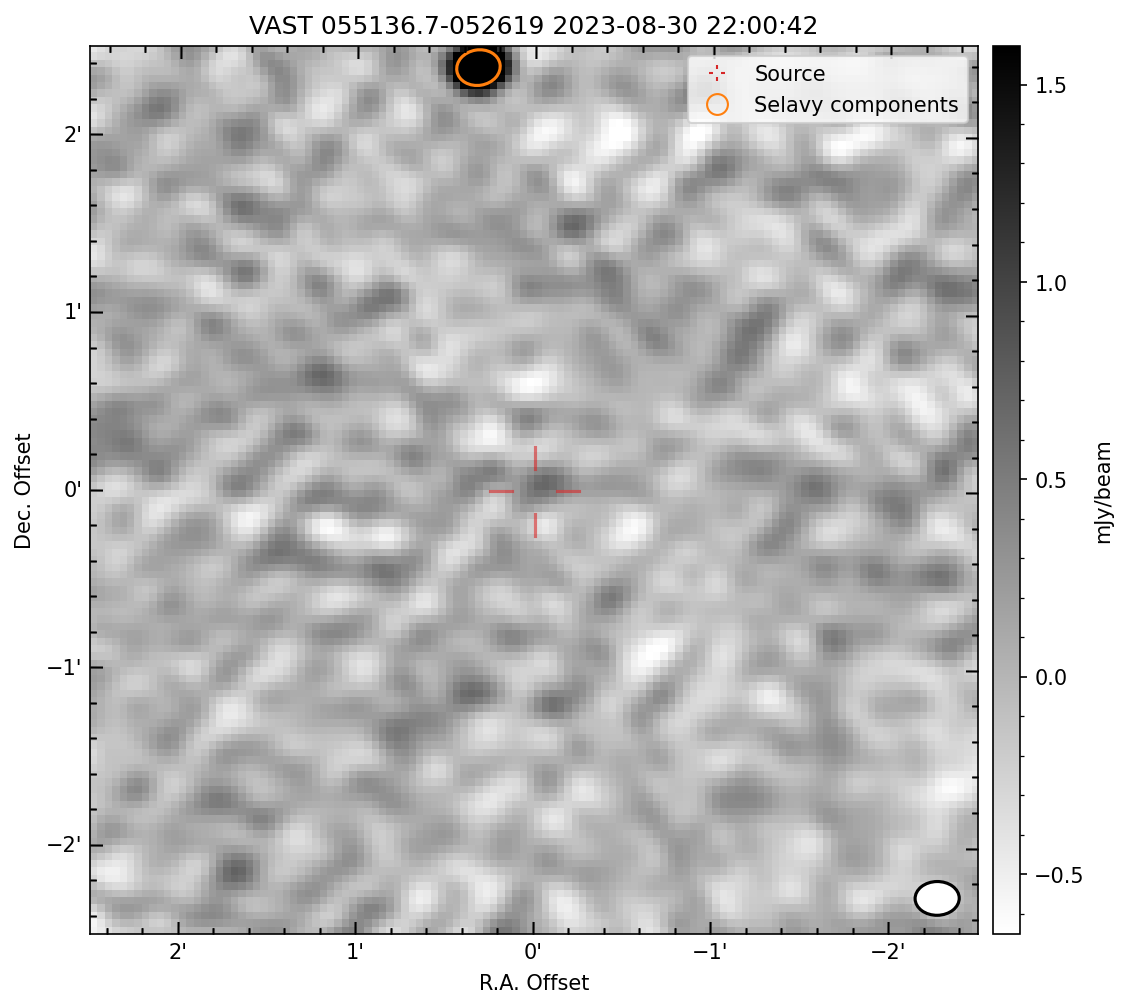 VAST 055136.7-052619 2023-08-30 22:00:42
Source
Selavy components
2'
1'
0'
−1'
−2'
Dec. Offset
2'
1'
0'
−1'
−2'
R.A. Offset
1.5
1.0
0.5
0.0
−0.5
mJy/beam